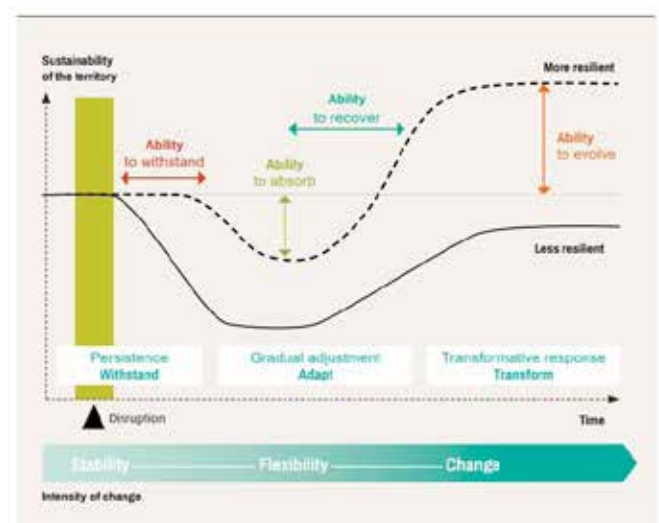 Sustainability
of the territory
More resilient
Ability
to recover
Ability
to withstand
Ability
to absorb
Ability
to evolve
Less resilient
Persistence
Withstand
Gradual adjustment
Adapt
Transformative response
Transform
Disruption
Time
Stability
Flexibility
Change
Intensity of change